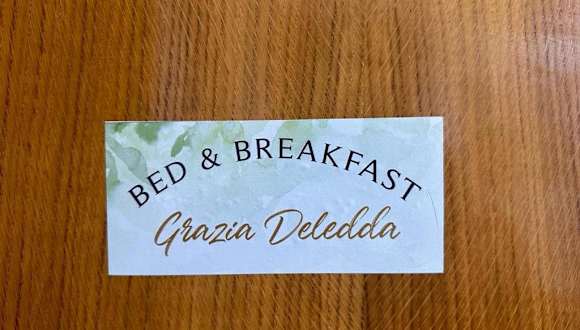 BED & BREAKFAST
Grazia Deledda